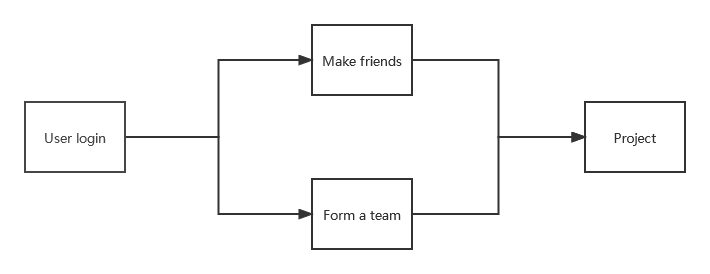 Make friends
User login
Project
Form a team